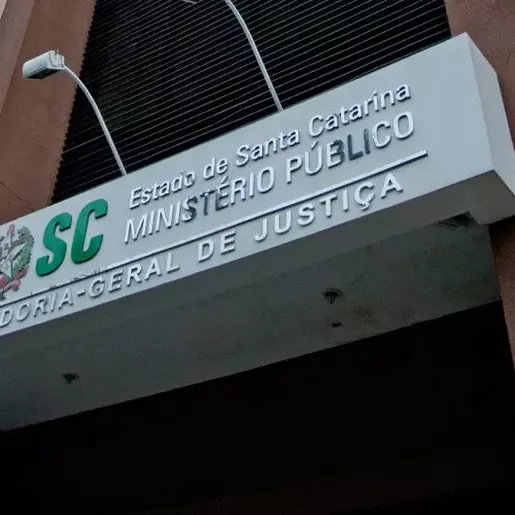 SC
Estado de Santa Catarina
MINISTÉRIO PÚBLICO
DORIA-GERAL DE JUSTIÇA